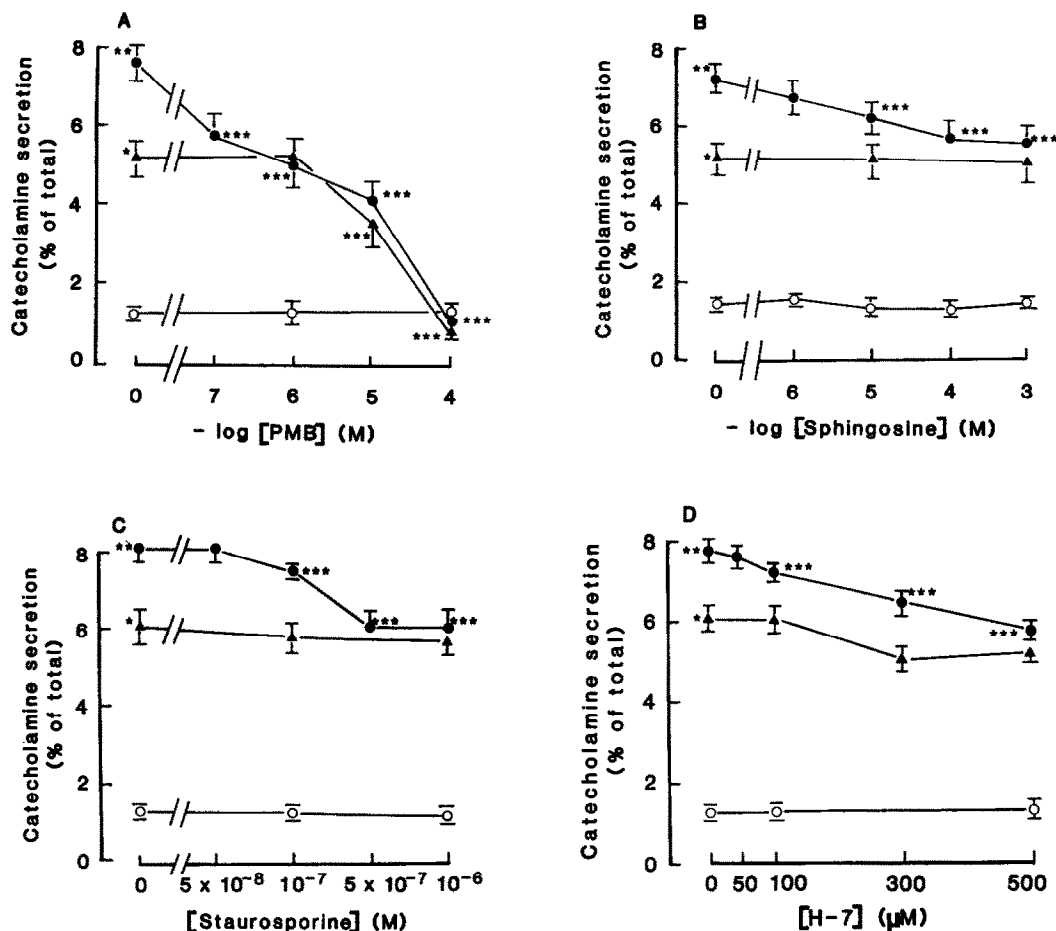 A
Catecholamine secretion
(% of total)
8
6
4
2
0
**
*
***
***
***
***
***
***
0 7 6 5 4
- log [PMB] (M)
B
Catecholamine secretion
(% of total)
8
6
4
2
0
**
*
***
***
***
0 6 5 4 3
- log [Sphingosine] (M)
C
Catecholamine secretion
(% of total)
8
6
4
2
0
**
*
***
***
***
0 5 x 10⁻⁸ 10⁻⁷ 5 x 10⁻⁷ 10⁻⁶
[Staurosporine] (M)
D
Catecholamine secretion
(% of total)
8
6
4
2
0
**
*
***
***
***
0 50 100 300 500
[H-7] (µM)